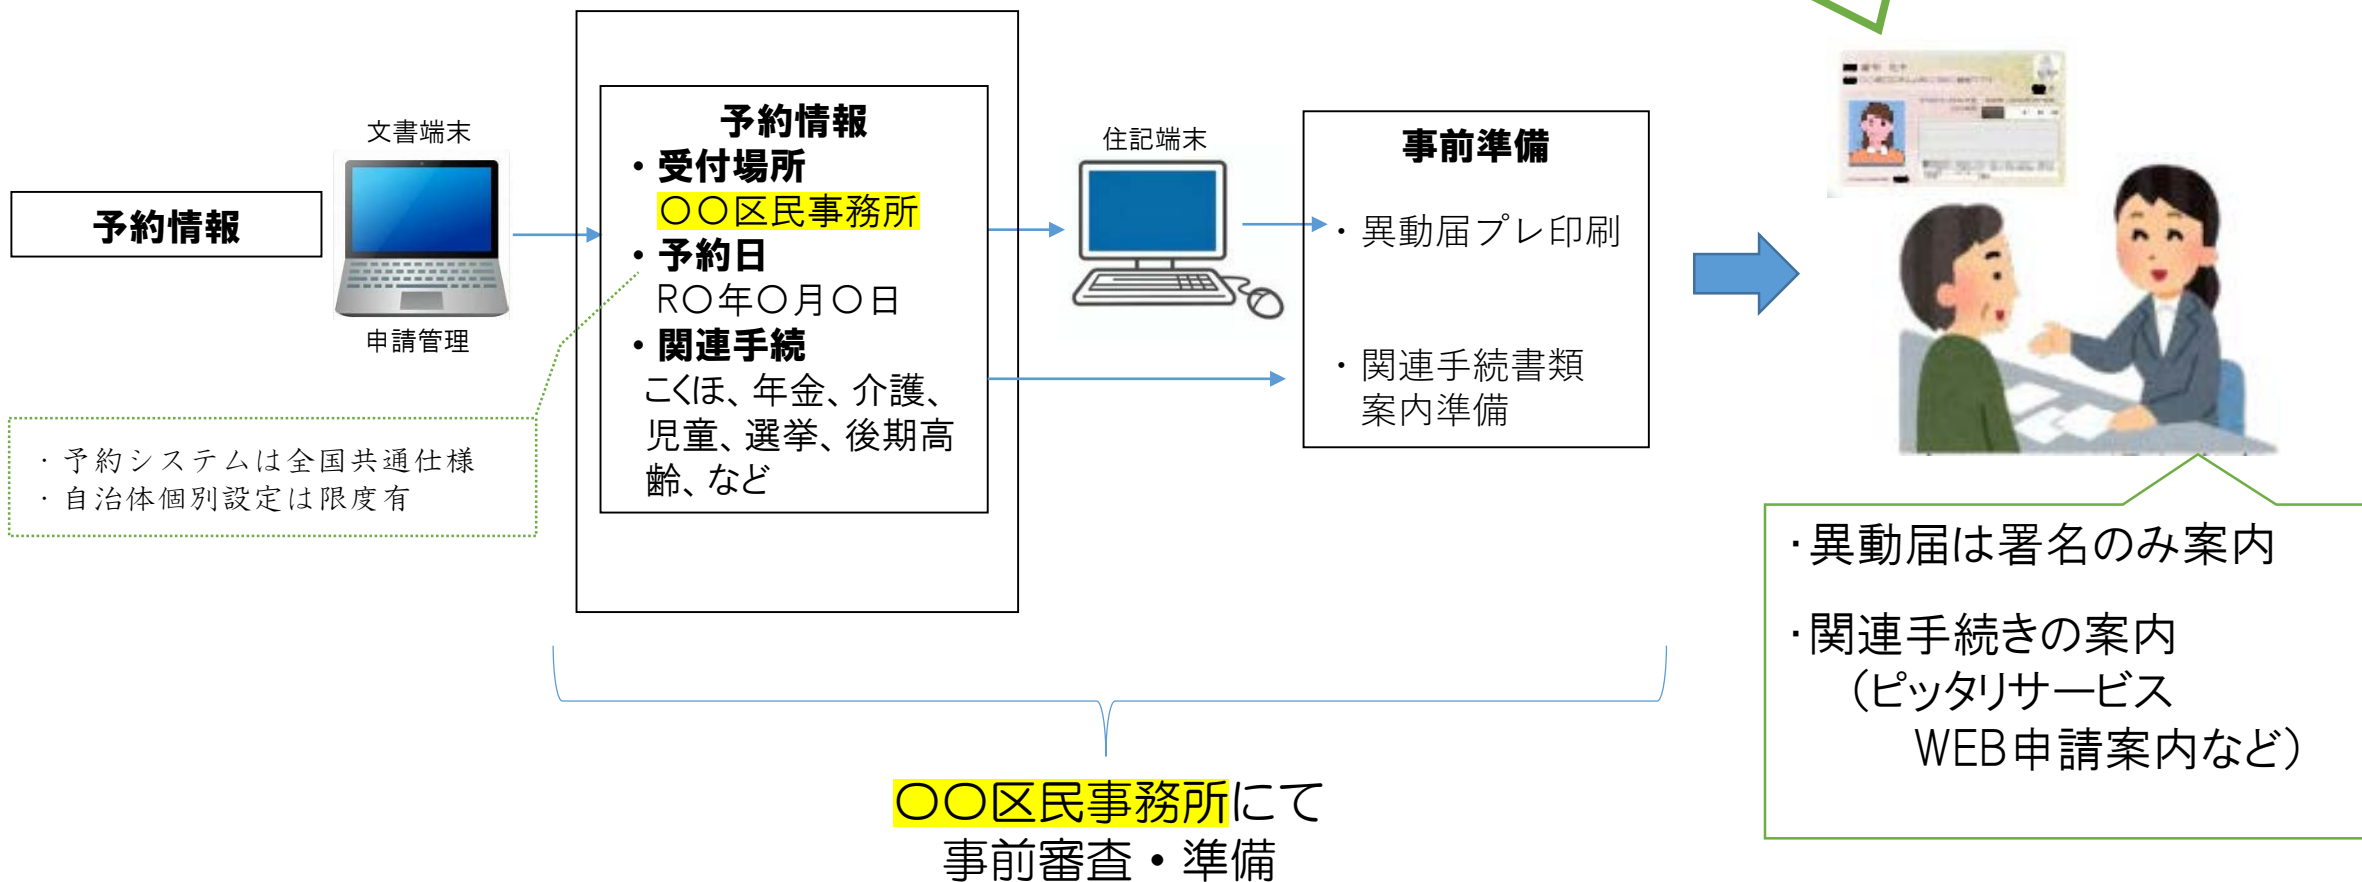 予約情報
文書端末
申請管理
・予約システムは全国共通仕様
・自治体個別設定は限度有
予約情報
・受付場所
〇〇区民事務所
・予約日
R〇年〇月〇日
・関連手続
こくほ、年金、介護、
児童、選挙、後期高
齢、など
住記端末
事前準備
・異動届プレ印刷
・関連手続書類
案内準備
〇〇区民事務所にて
事前審査・準備
・異動届は署名のみ案内
・関連手続きの案内
（ピッタリサービス
WEB申請案内など）